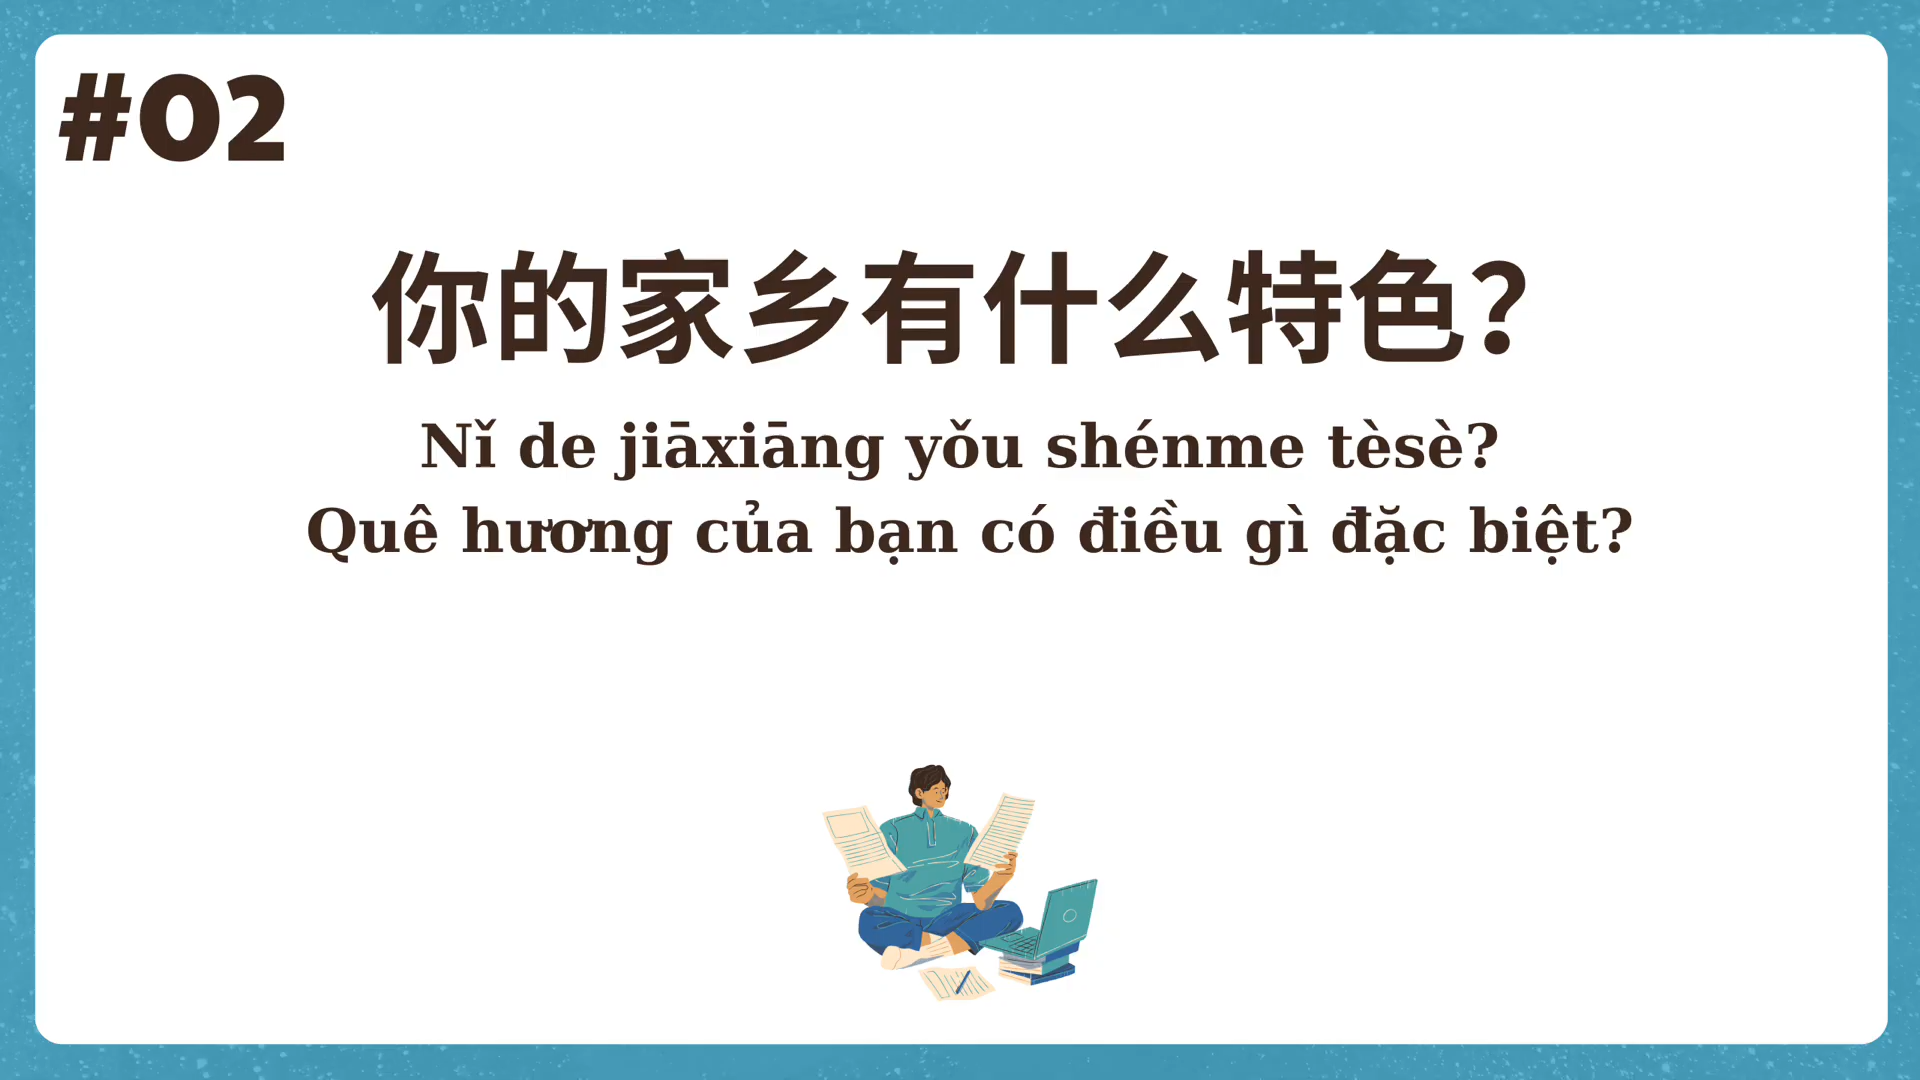 #02
你的家乡有什么特色？
Nǐ de jiāxiāng yǒu shénme tèsè?
Quê hương của bạn có điều gì đặc biệt?